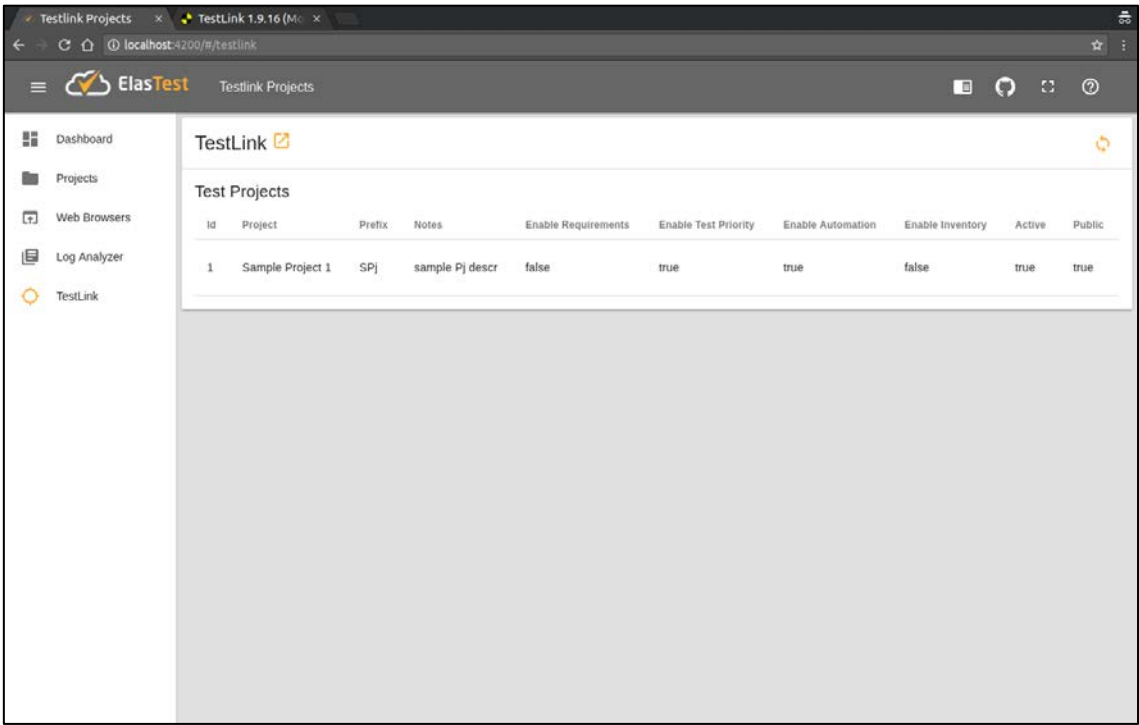 Testlink Projects
TestLink 1.9.16 (Mo
localhost:4200/#/testlink
ElasTest
Testlink Projects
Dashboard
Projects
Web Browsers
Log Analyzer
TestLink
TestLink
Test Projects
Id Project Prefix Notes Enable Requirements Enable Test Priority Enable Automation Enable Inventory Active Public
1 Sample Project 1 SPj sample Pj descr false true true false true true